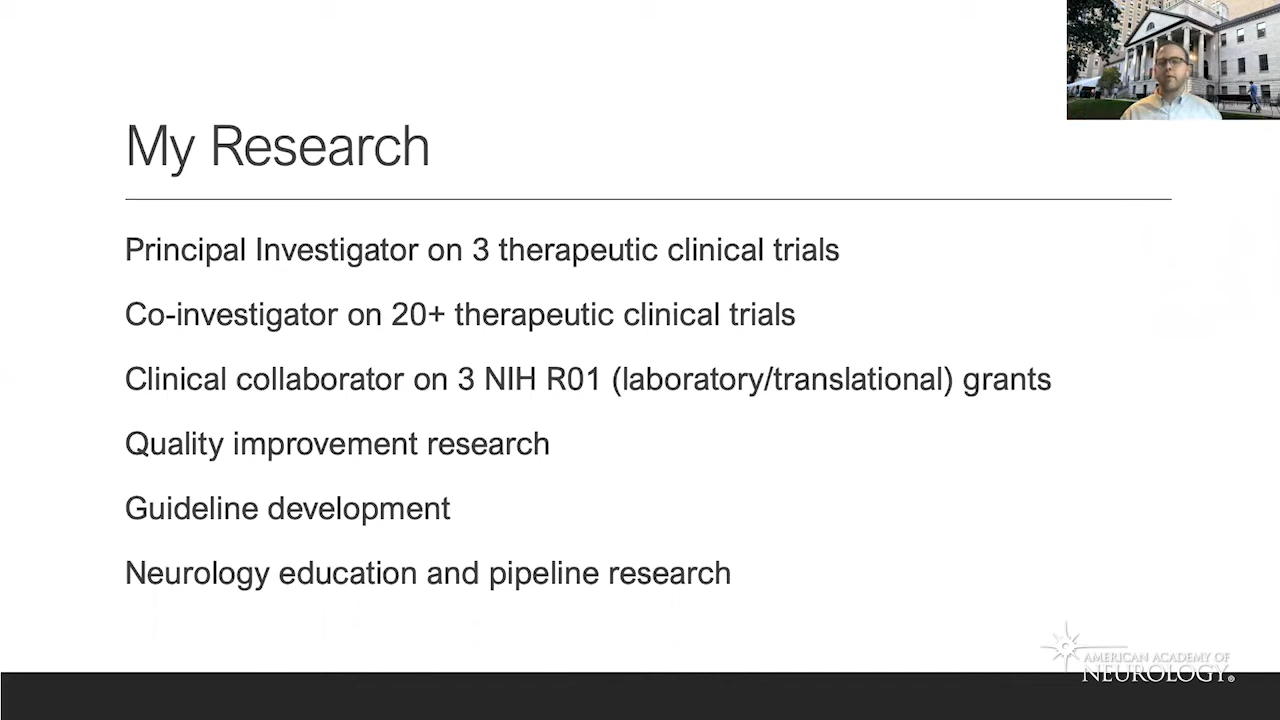 My Research
Principal Investigator on 3 therapeutic clinical trials
Co-investigator on 20+ therapeutic clinical trials
Clinical collaborator on 3 NIH R01 (laboratory/translational) grants
Quality improvement research
Guideline development
Neurology education and pipeline research
AMERICAN ACADEMY OF
NEUROLOGY®